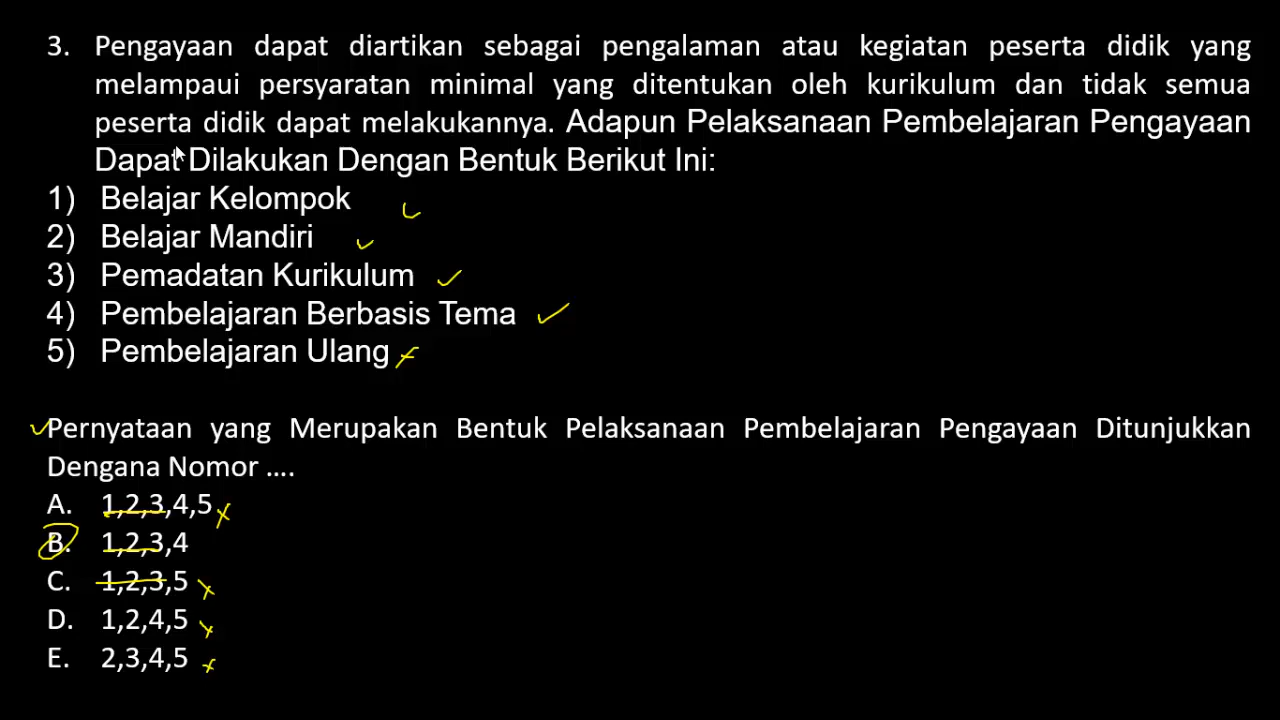 3. Pengayaan dapat diartikan sebagai pengalaman atau kegiatan peserta didik yang
melampaui persyaratan minimal yang ditentukan oleh kurikulum dan tidak semua
peserta didik dapat melakukannya. Adapun Pelaksanaan Pembelajaran Pengayaan
Dapat Dilakukan Dengan Bentuk Berikut Ini:
1) Belajar Kelompok
2) Belajar Mandiri
3) Pemadatan Kurikulum
4) Pembelajaran Berbasis Tema
5) Pembelajaran Ulang
Pernyataan yang Merupakan Bentuk Pelaksanaan Pembelajaran Pengayaan Ditunjukkan
Dengana Nomor ....
A. 1,2,3,4,5
B. 1,2,3,4
C. 1,2,3,5
D. 1,2,4,5
E. 2,3,4,5